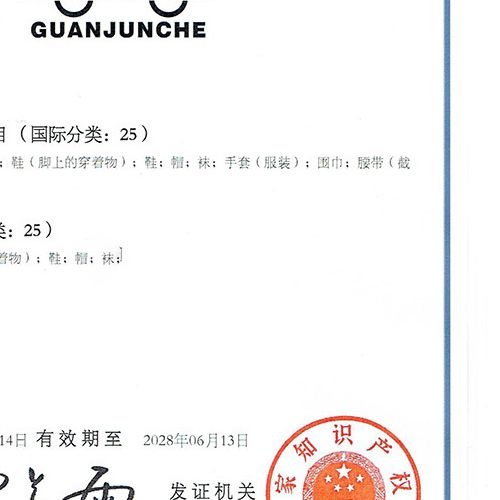 GUANJUNCHE
目（国际分类：25）
；鞋（脚上的穿着物）；鞋；帽；袜；手套（服装）；围巾；腰带（截
类：25）
着物）；鞋；帽；袜；
14日 有效期至 2028年06月13日
发证机关
家知识产权